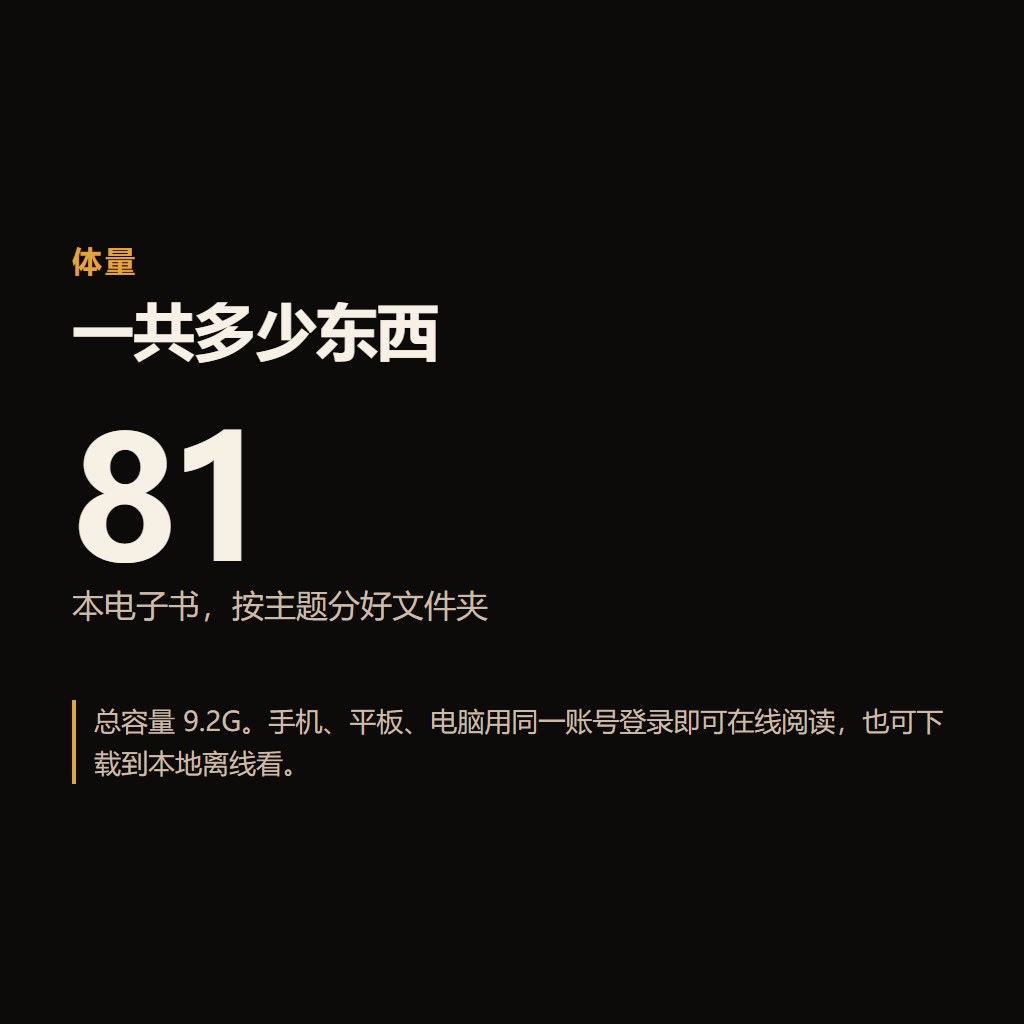 体量
一共多少东西
81
本电子书，按主题分好文件夹
总容量 9.2G。手机、平板、电脑用同一账号登录即可在线阅读，也可下
载到本地离线看。